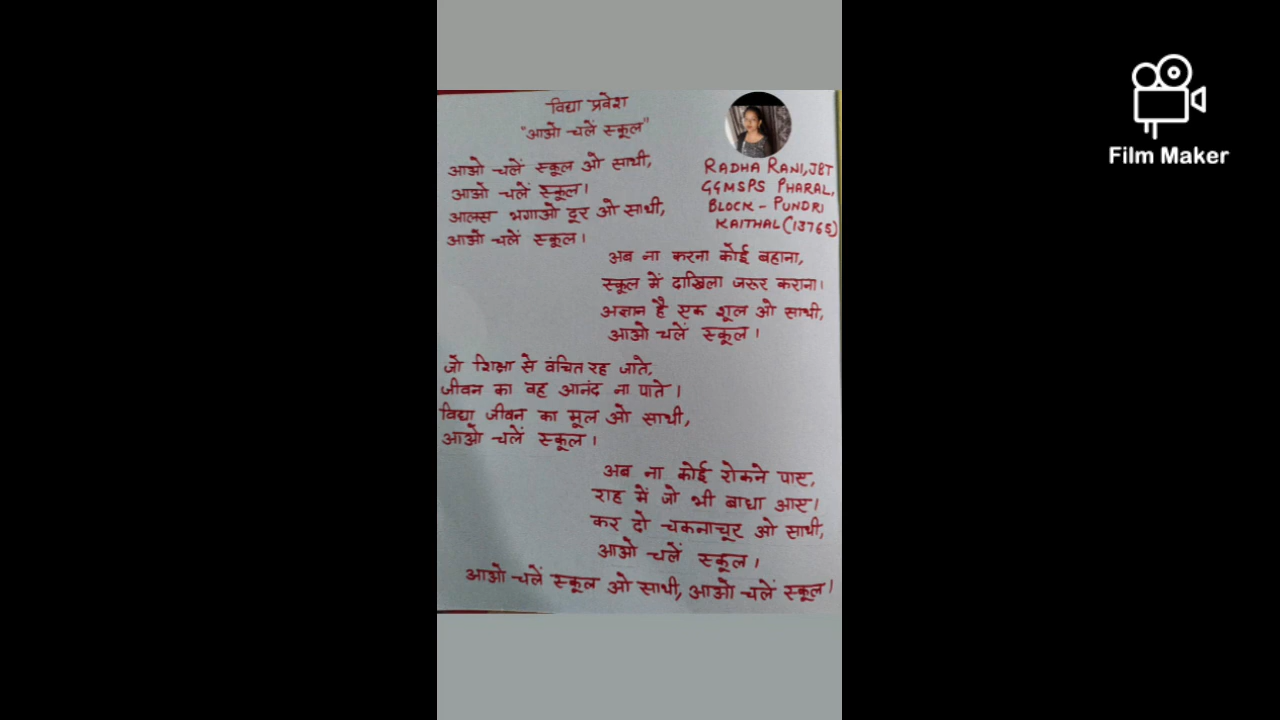 विद्या प्रवेश
"आओ चलें स्कूल"
आओ चलें स्कूल ओ साथी,
आओ चलें स्कूल।
आलस भगाओ दूर ओ साथी,
आओ चलें स्कूल।
RADHA RANI, JBT
GGMSPS PHARAL,
BLOCK - PUNDRI
KAITHAL (13765)
अब ना करना कोई बहाना,
स्कूल में दाखिला जरूर कराना।
अज्ञान है एक शूल ओ साथी,
आओ चलें स्कूल।
जो शिक्षा से वंचित रह जाते,
जीवन का वह आनंद ना पाते।
विद्या जीवन का मूल ओ साथी,
आओ चलें स्कूल।
अब ना कोई रोकने पाए,
राह में जो भी बाधा आए।
कर दो चकनाचूर ओ साथी,
आओ चलें स्कूल।
आओ चलें स्कूल ओ साथी, आओ चलें स्कूल।
Film Maker